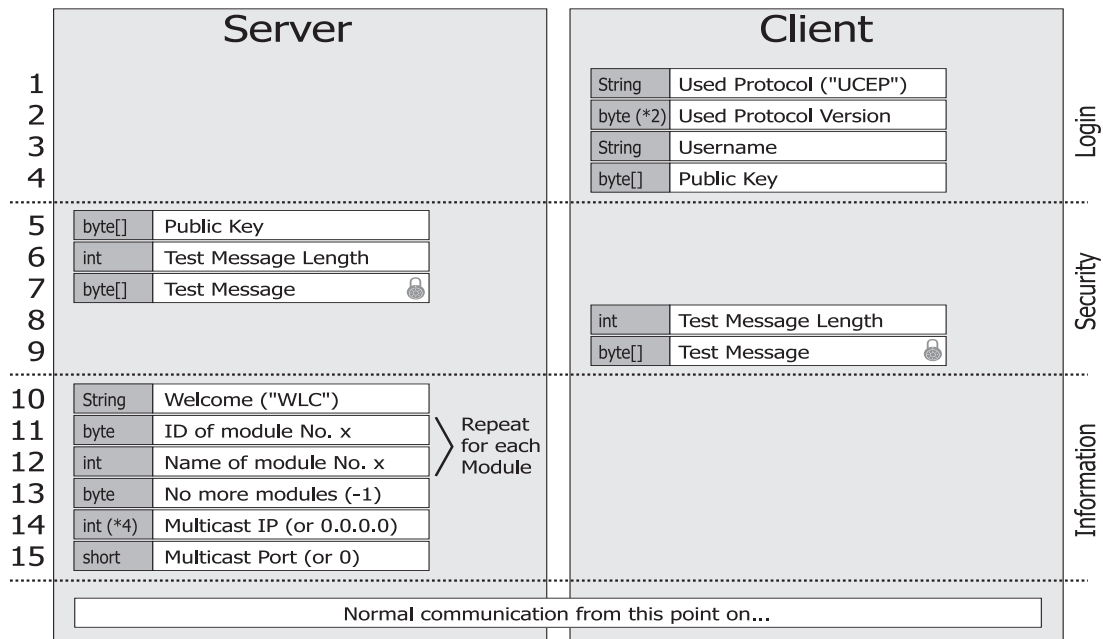 Server
Client
1
String Used Protocol ("UCEP")
2
byte (*2) Used Protocol Version
3
String Username
4
byte[] Public Key
Login
5
byte[] Public Key
6
int Test Message Length
7
byte[] Test Message
8
int Test Message Length
9
byte[] Test Message
Security
10
String Welcome ("WLC")
11
byte ID of module No. x
12
int Name of module No. x
Repeat
for each
Module
13
byte No more modules (-1)
14
int (*4) Multicast IP (or 0.0.0.0)
15
short Multicast Port (or 0)
Information
Normal communication from this point on...